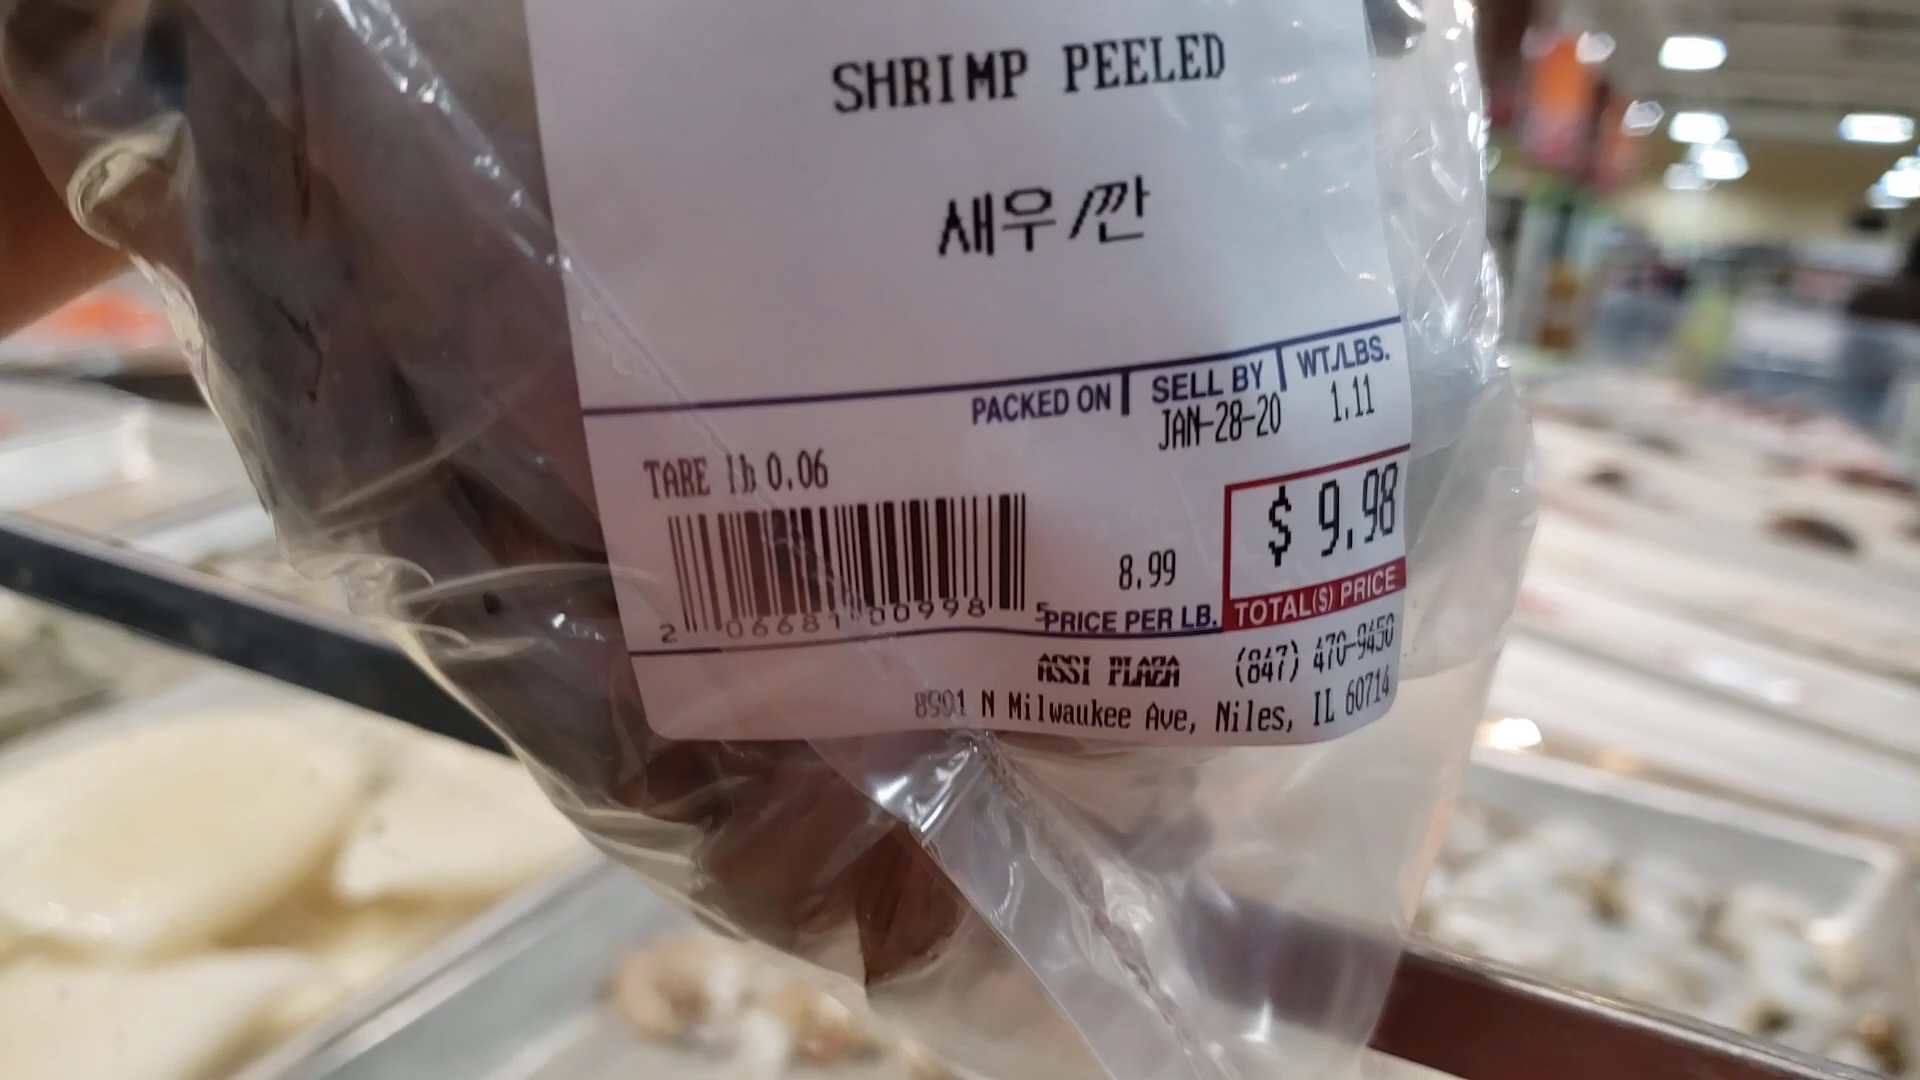 SHRIMP PEELED
새우/깐
PACKED ON SELL BY WT./LBS.
JAN-28-20 1.11
TARE lb 0.06
$ 9.98
8.99
2 06681 00998 5
PRICE PER LB. TOTAL($) PRICE
ASSI PLAZA (847) 470-9450
8901 N Milwaukee Ave, Niles, IL 60714